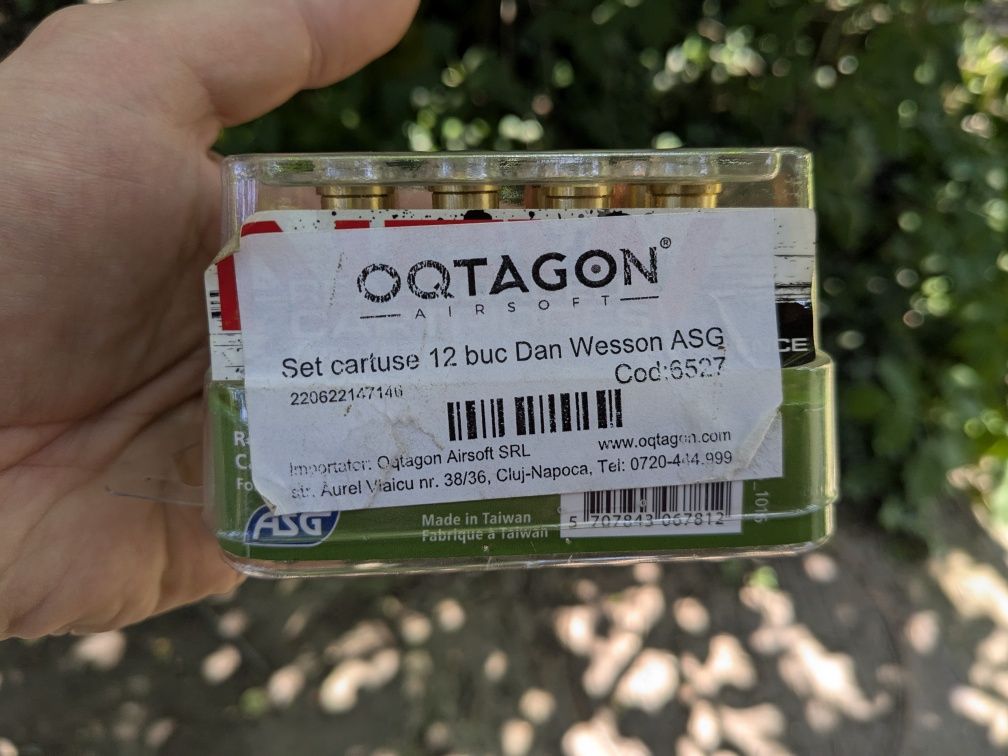 OQTAGON®
AIRSOFT
Set cartuse 12 buc Dan Wesson ASG
Cod:6527
220622147146
www.oqtagon.com
Importator: Oqtagon Airsoft SRL
str. Aurel Vlaicu nr. 38/36, Cluj-Napoca, Tel: 0720-444.999
ASG
Made in Taiwan
Fabriqué à Taiwan
5 707843 067812